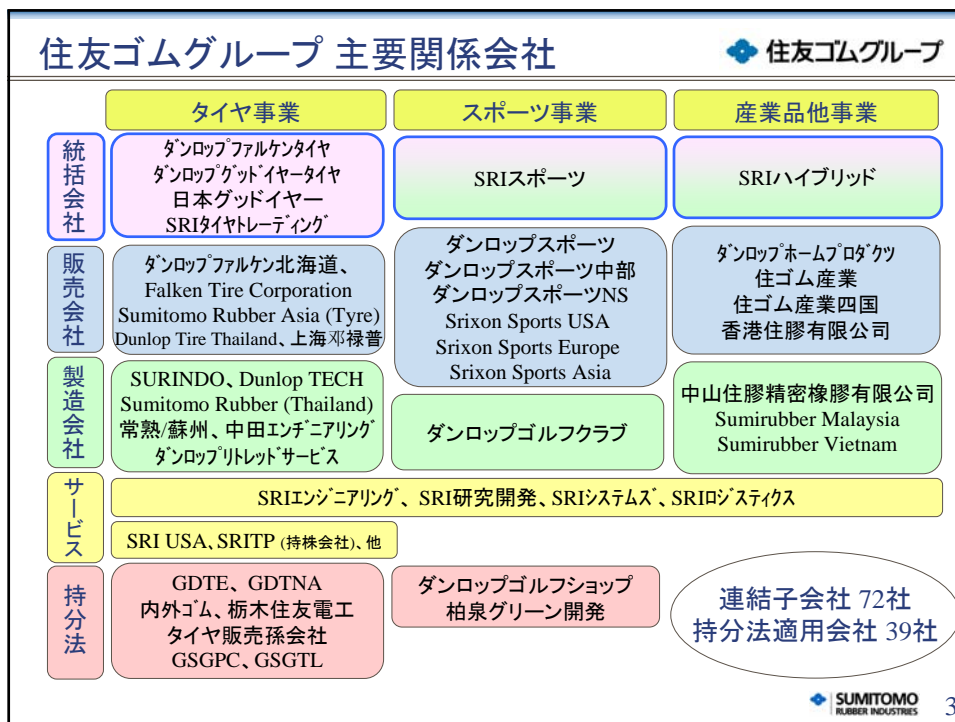 住友ゴムグループ 主要関係会社
住友ゴムグループ
タイヤ事業
スポーツ事業
産業品他事業
統括会社
ダンロップファルケンタイヤ
ダンロップグッドイヤータイヤ
日本グッドイヤー
SRIタイヤトレーディング
SRIスポーツ
SRIハイブリッド
販売会社
ダンロップファルケン北海道、
Falken Tire Corporation
Sumitomo Rubber Asia (Tyre)
Dunlop Tire Thailand、上海邓禄普
ダンロップスポーツ
ダンロップスポーツ中部
ダンロップスポーツNS
Srixon Sports USA
Srixon Sports Europe
Srixon Sports Asia
ダンロップホームプロダクツ
住ゴム産業
住ゴム産業四国
香港住膠有限公司
製造会社
SURINDO、Dunlop TECH
Sumitomo Rubber (Thailand)
常熟/蘇州、中田エンヂニアリング
ダンロップリトレッドサービス
ダンロップゴルフクラブ
中山住膠精密橡膠有限公司
Sumirubber Malaysia
Sumirubber Vietnam
サービス
SRIエンジニアリング、SRI研究開発、SRIシステムズ、SRIロジスティクス
SRI USA、SRITP (持株会社)、他
持分法
GDTE、GDTNA
内外ゴム、栃木住友電工
タイヤ販売孫会社
GSGPC、GSGTL
ダンロップゴルフショップ
柏泉グリーン開発
連結子会社 72社
持分法適用会社 39社
SUMITOMO
RUBBER INDUSTRIES
3